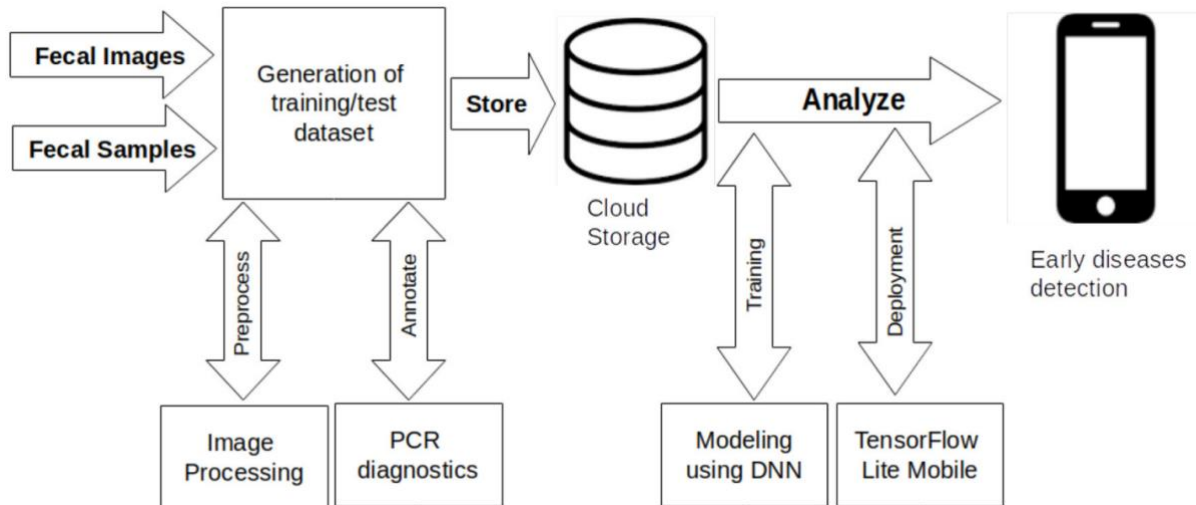 Fecal Images
Fecal Samples
Generation of
training/test
dataset
Store
Cloud
Storage
Analyze
Early diseases
detection
Preprocess
Annotate
Training
Deployment
Image
Processing
PCR
diagnostics
Modeling
using DNN
TensorFlow
Lite Mobile